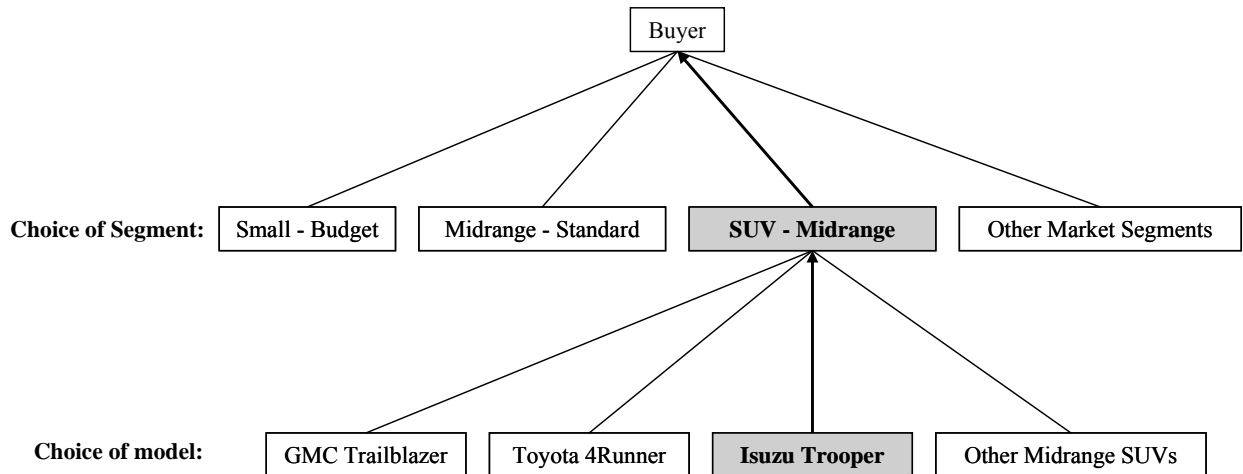 Buyer
Choice of Segment: Small - Budget Midrange - Standard SUV - Midrange Other Market Segments
Choice of model: GMC Trailblazer Toyota 4Runner Isuzu Trooper Other Midrange SUVs